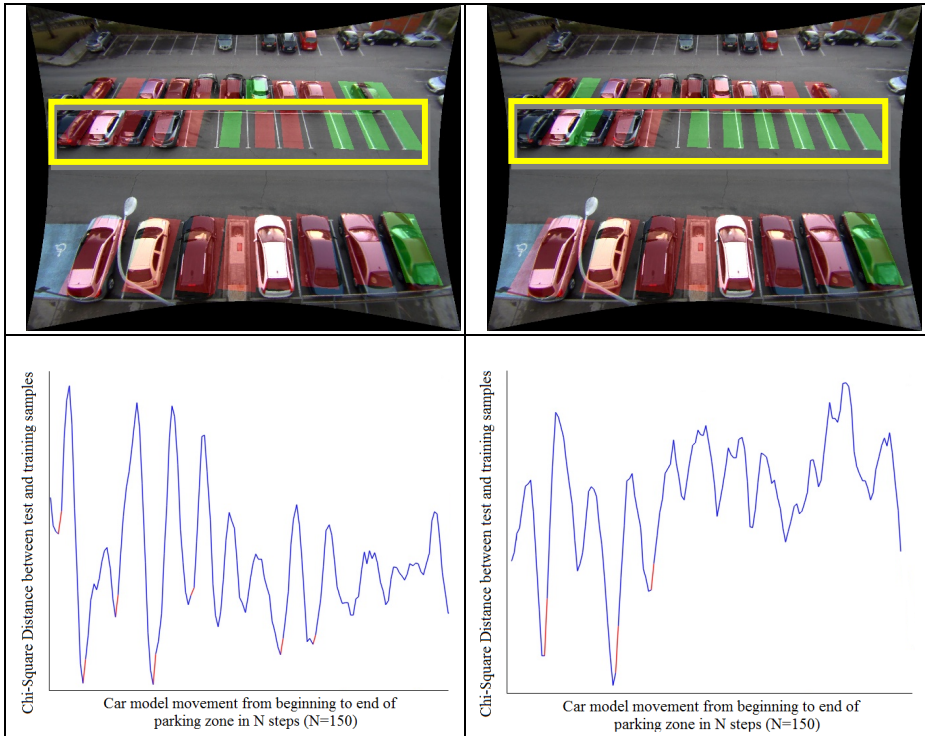 Chi-Square Distance between test and training samples
Car model movement from beginning to end of
parking zone in N steps (N=150)
Chi-Square Distance between test and training samples
Car model movement from beginning to end of
parking zone in N steps (N=150)